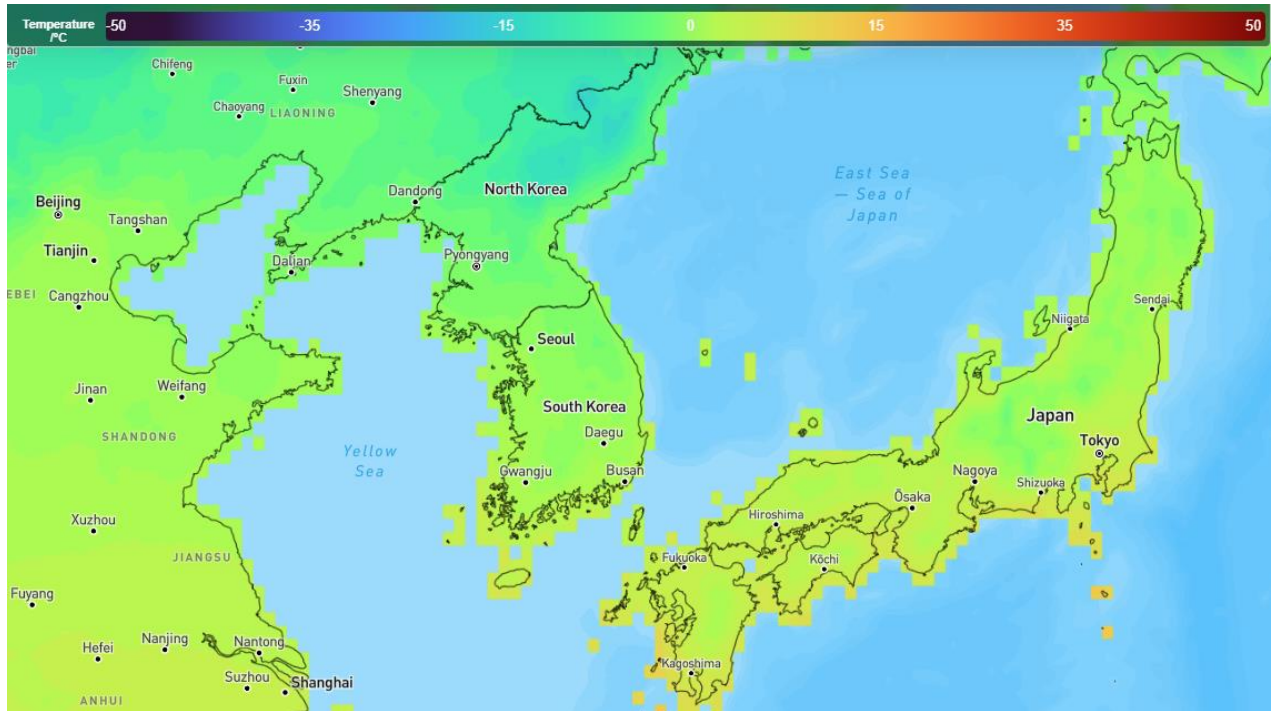 Temperature
/°C
-50
-35
-15
0
15
35
50
Chifeng
Fuxin
Shenyang
Chaoyang
LIAONING
Dandong
North Korea
East Sea
— Sea of
Japan
Beijing
Tangshan
Tianjin
Dalian
Pyongyang
Cangzhou
Sendai
Niigata
Seoul
Jinan
Weifang
South Korea
Japan
SHANDONG
Daegu
Tokyo
Yellow
Sea
Gwangju
Busan
Nagoya
Shizuoka
Ōsaka
Xuzhou
Hiroshima
JIANGSU
Fukuoka
Kōchi
Fuyang
Hefei
Nanjing
Nantong
Kagoshima
Suzhou
Shanghai
ANHUI